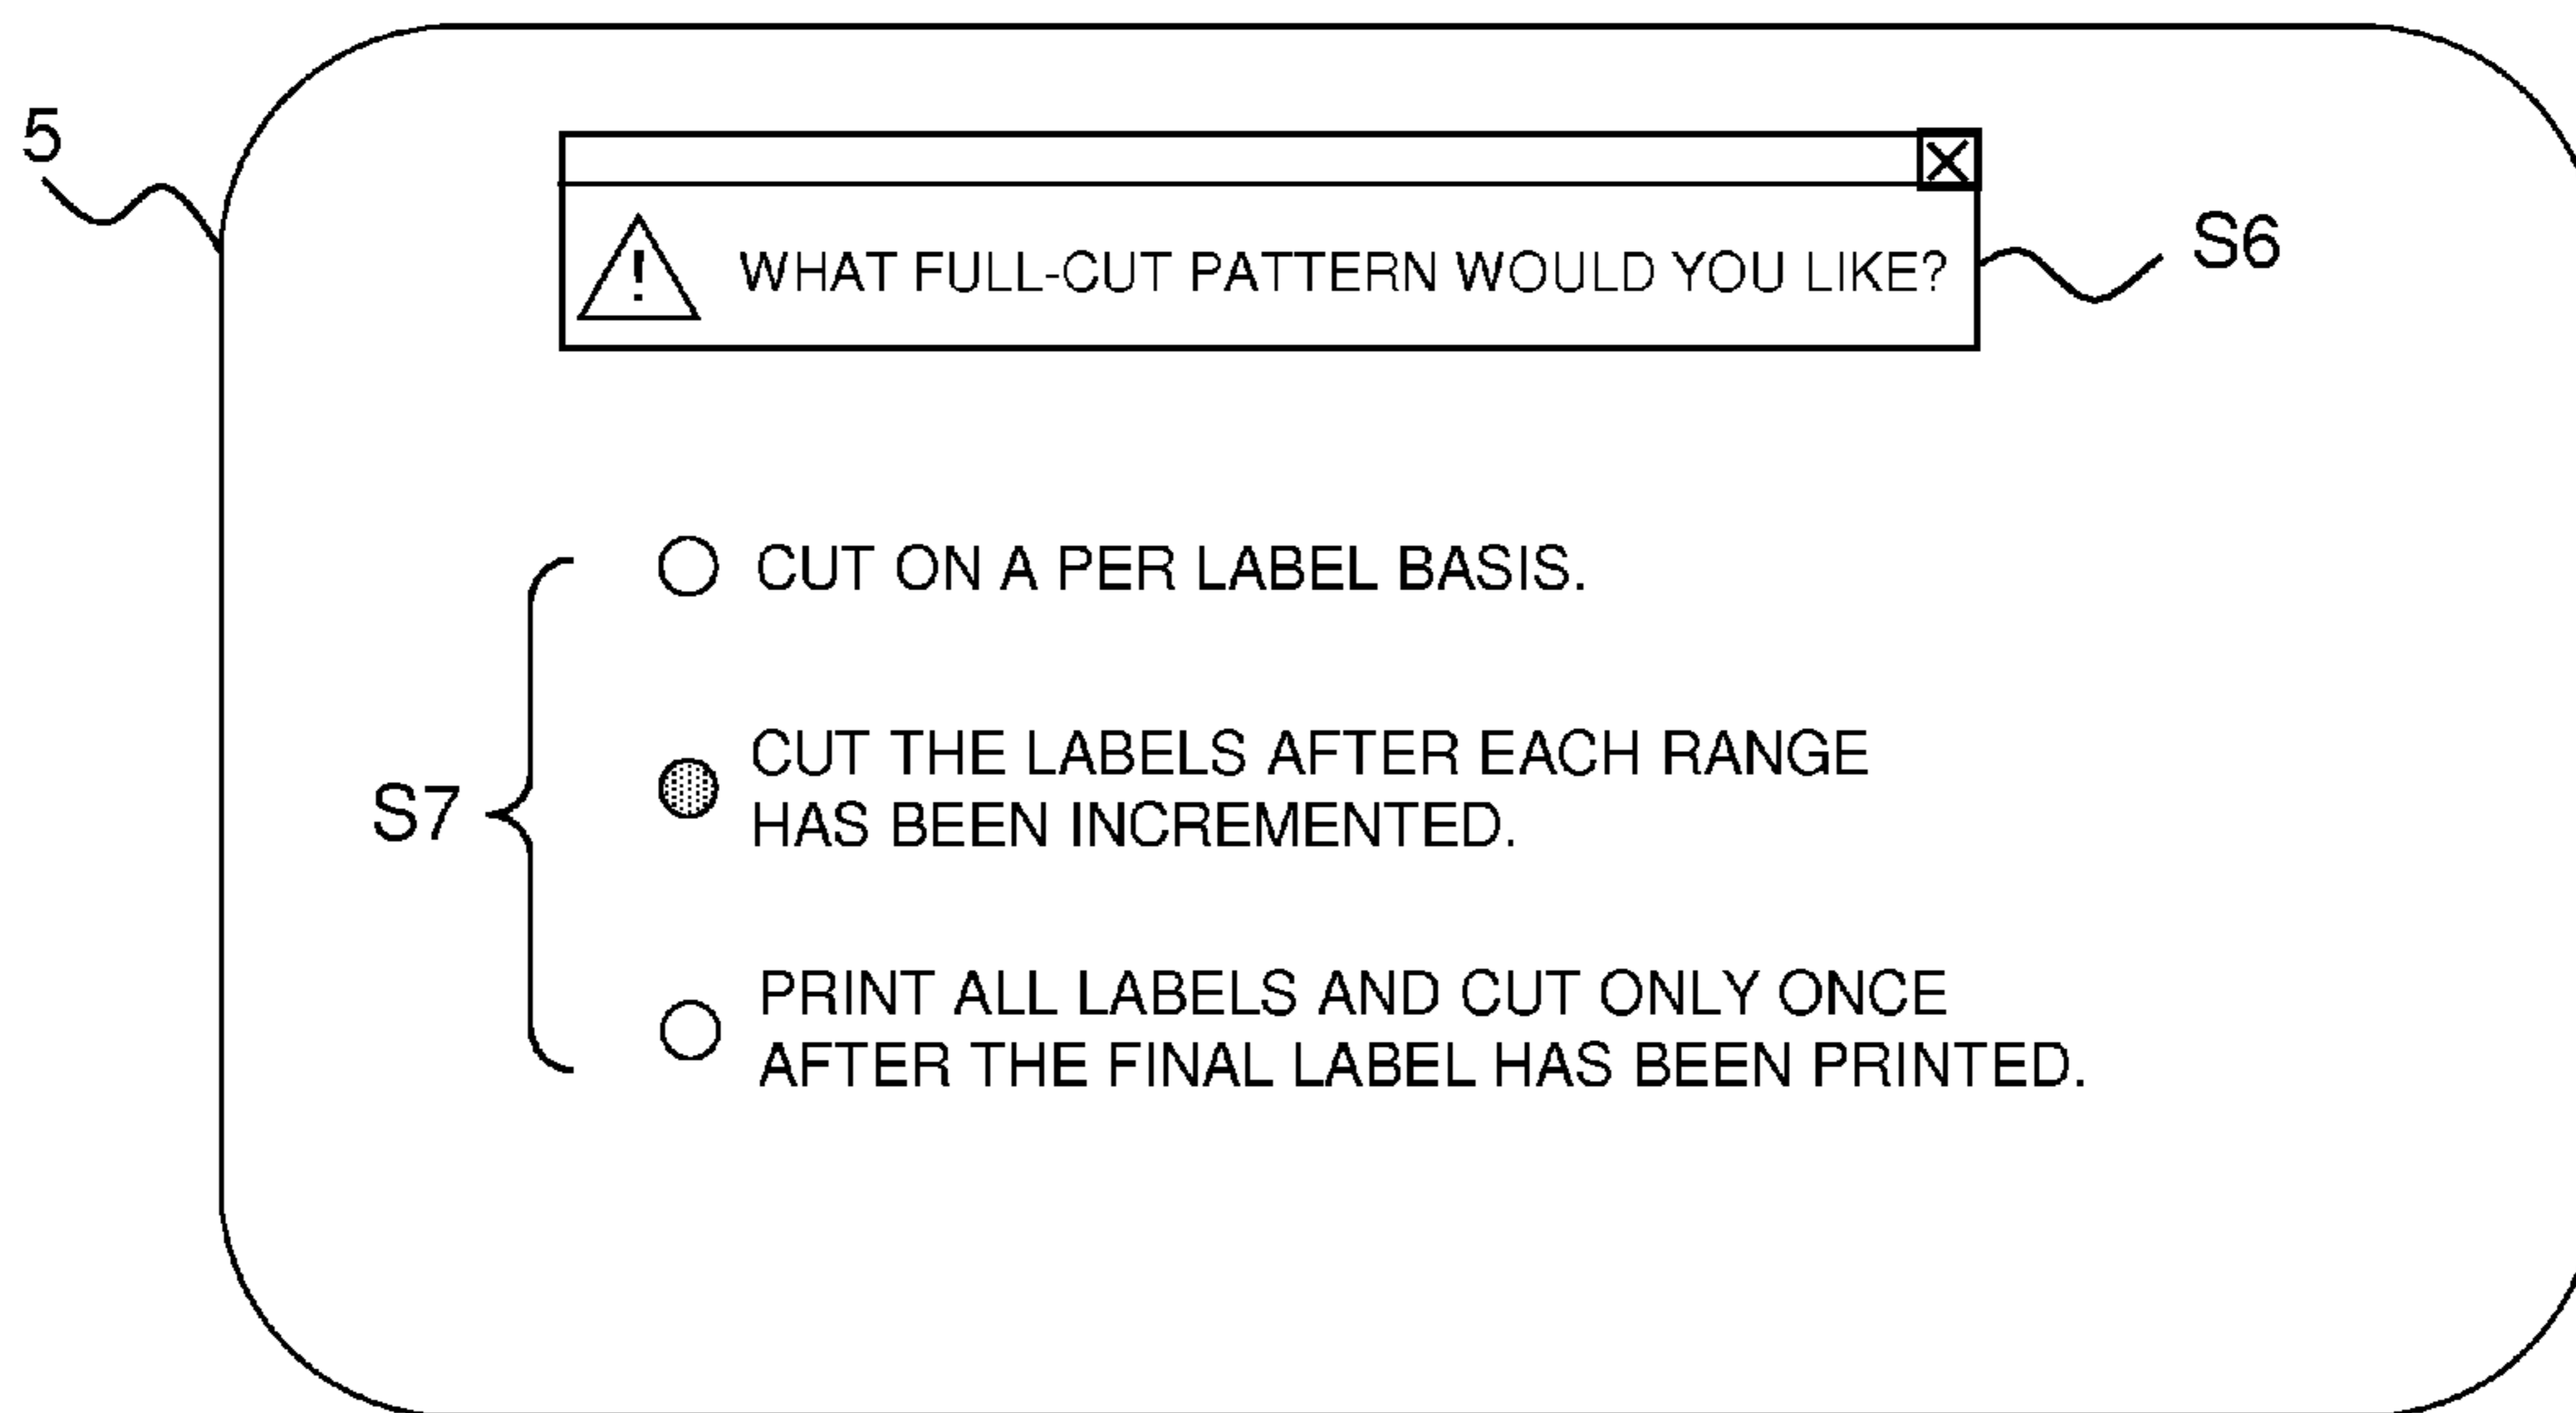 5
!
WHAT FULL-CUT PATTERN WOULD YOU LIKE?
S6
CUT ON A PER LABEL BASIS.
CUT THE LABELS AFTER EACH RANGE
HAS BEEN INCREMENTED.
S7
PRINT ALL LABELS AND CUT ONLY ONCE
AFTER THE FINAL LABEL HAS BEEN PRINTED.